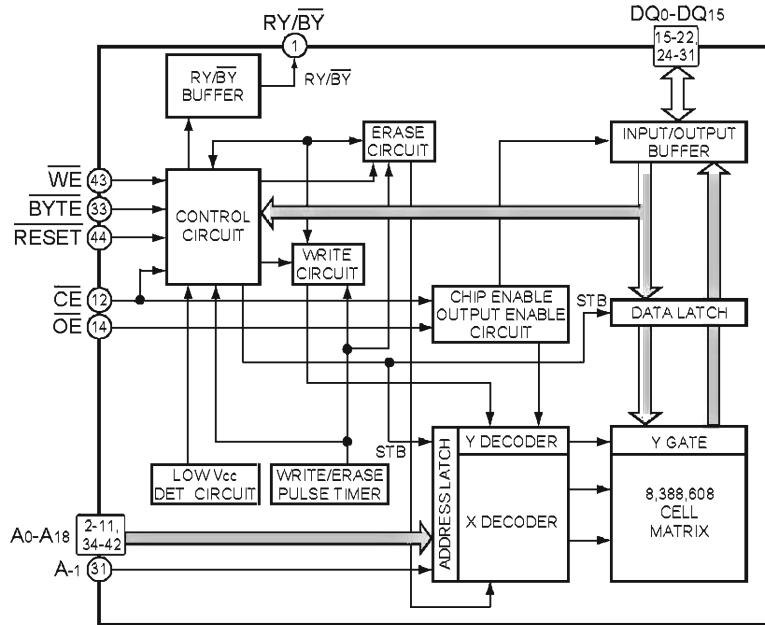 RY/BY
DQ0-DQ15
1
15-22,
24-31
RY/BY
BUFFER
RY/BY
ERASE
CIRCUIT
INPUT/OUTPUT
BUFFER
WE
43
BYTE
33
RESET
44
CONTROL
CIRCUIT
WRITE
CIRCUIT
CE
12
OE
14
CHIP ENABLE
OUTPUT ENABLE
CIRCUIT
STB
DATA LATCH
STB
ADDRESS LATCH
Y DECODER
Y GATE
LOW Vcc
DET CIRCUIT
WRITE/ERASE
PULSE TIMER
X DECODER
8,388,608
CELL
MATRIX
A0-A18
2-11,
34-42
A-1
31